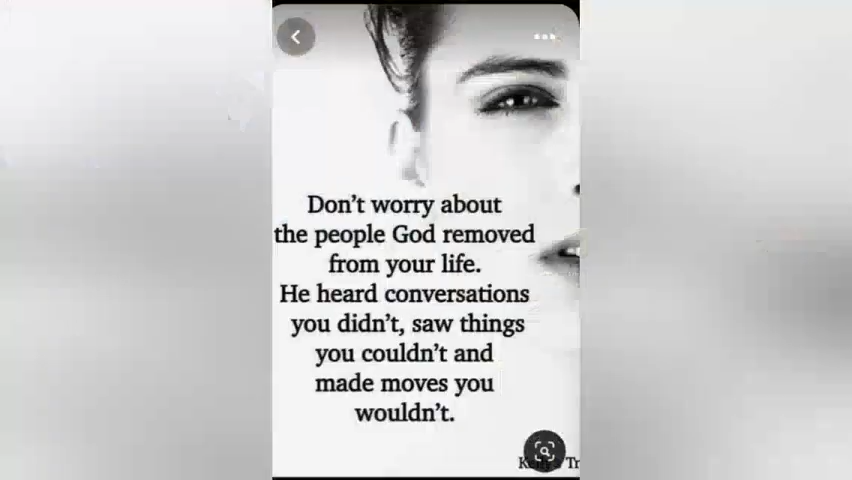 Don't worry about
the people God removed
from your life.
He heard conversations
you didn't, saw things
you couldn't and
made moves you
wouldn't.